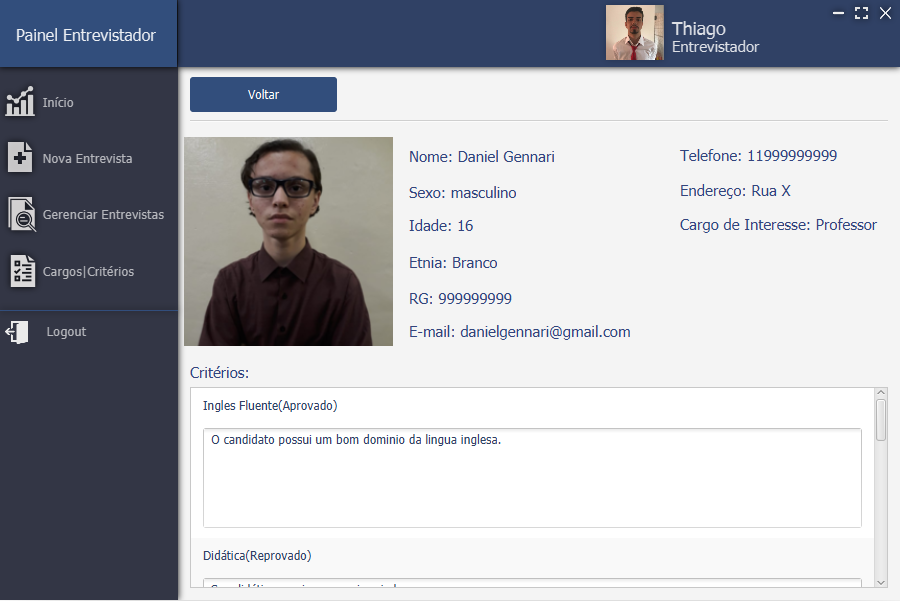 Painel Entrevistador
Thiago
Entrevistador
Início
Nova Entrevista
Gerenciar Entrevistas
Cargos|Critérios
Logout
Voltar
Nome: Daniel Gennari
Sexo: masculino
Idade: 16
Etnia: Branco
RG: 999999999
E-mail: danielgennari@gmail.com
Telefone: 11999999999
Endereço: Rua X
Cargo de Interesse: Professor
Critérios:
Ingles Fluente(Aprovado)
O candidato possui um bom dominio da lingua inglesa.
Didática(Reprovado)